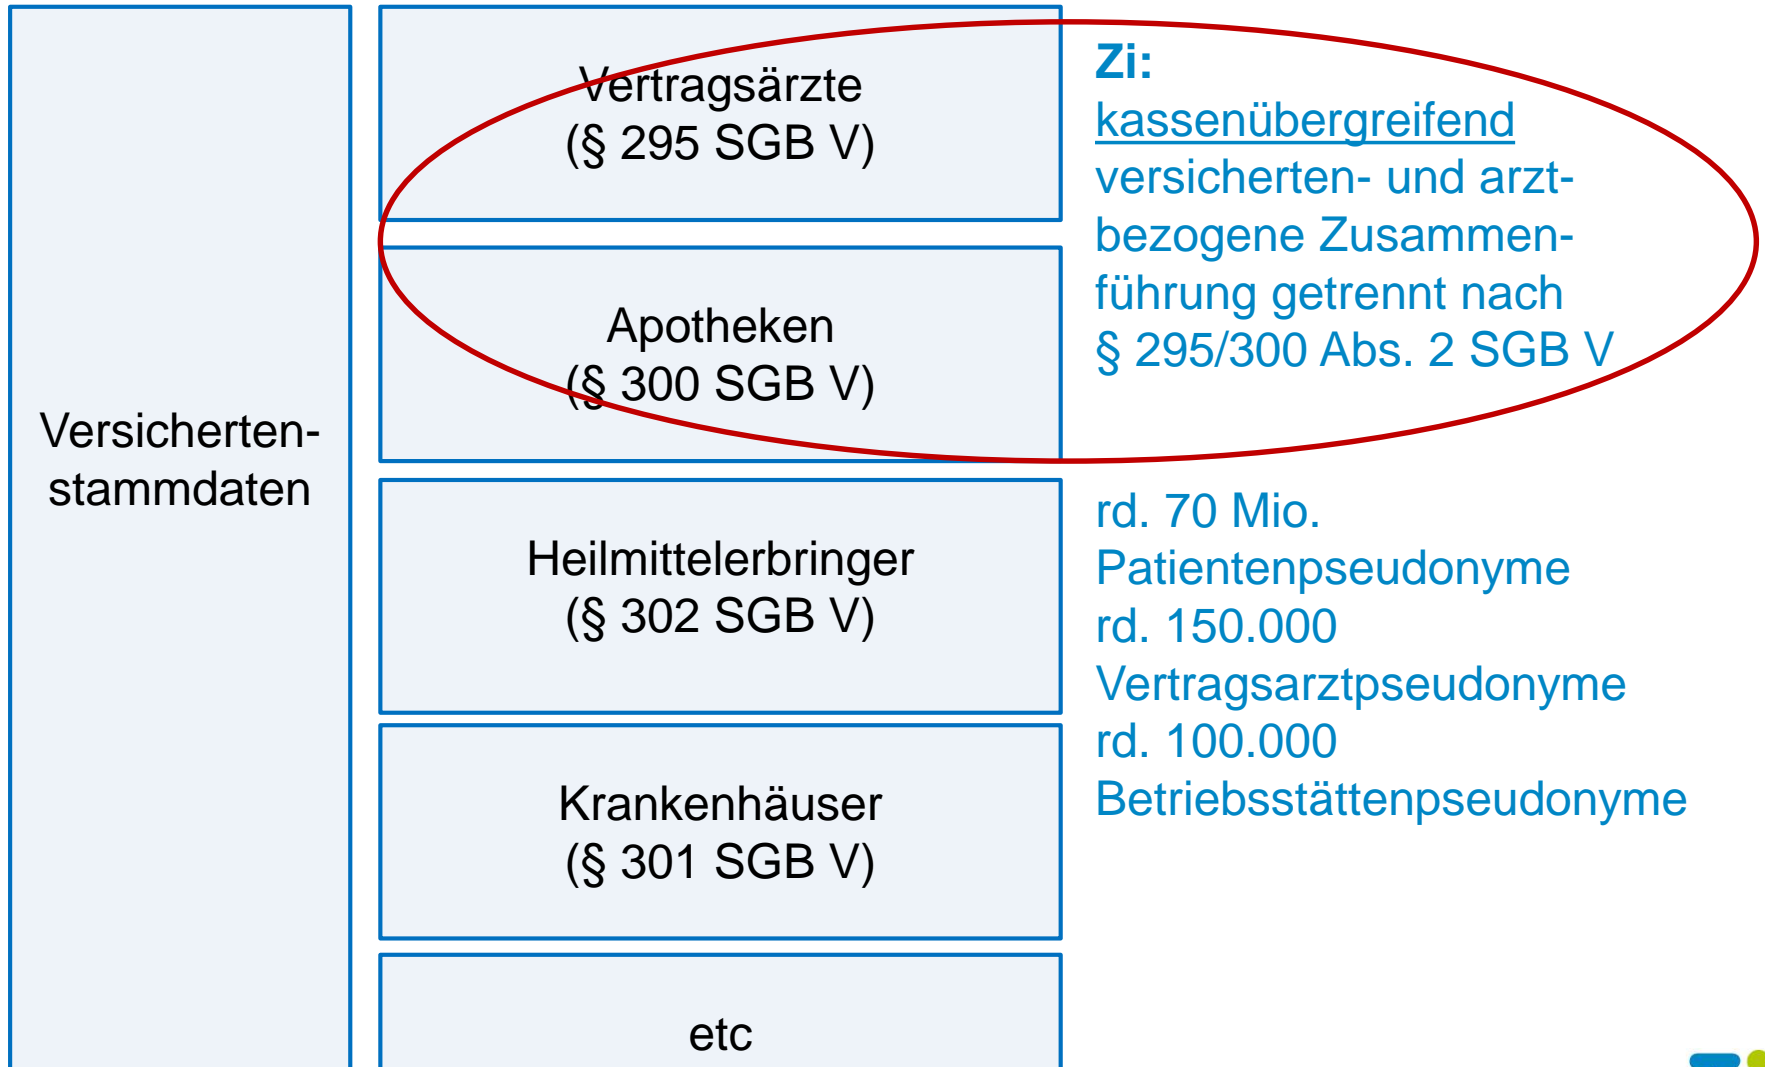 Versicherten-
stammdaten
Vertragsärzte
(§ 295 SGB V)
Apotheken
(§ 300 SGB V)
Heilmittelerbringer
(§ 302 SGB V)
Krankenhäuser
(§ 301 SGB V)
etc
Zi:
kassenübergreifend
versicherten- und arzt-
bezogene Zusammen-
führung getrennt nach
§ 295/300 Abs. 2 SGB V
rd. 70 Mio.
Patientenpseudonyme
rd. 150.000
Vertragsarztpseudonyme
rd. 100.000
Betriebsstättenpseudonyme